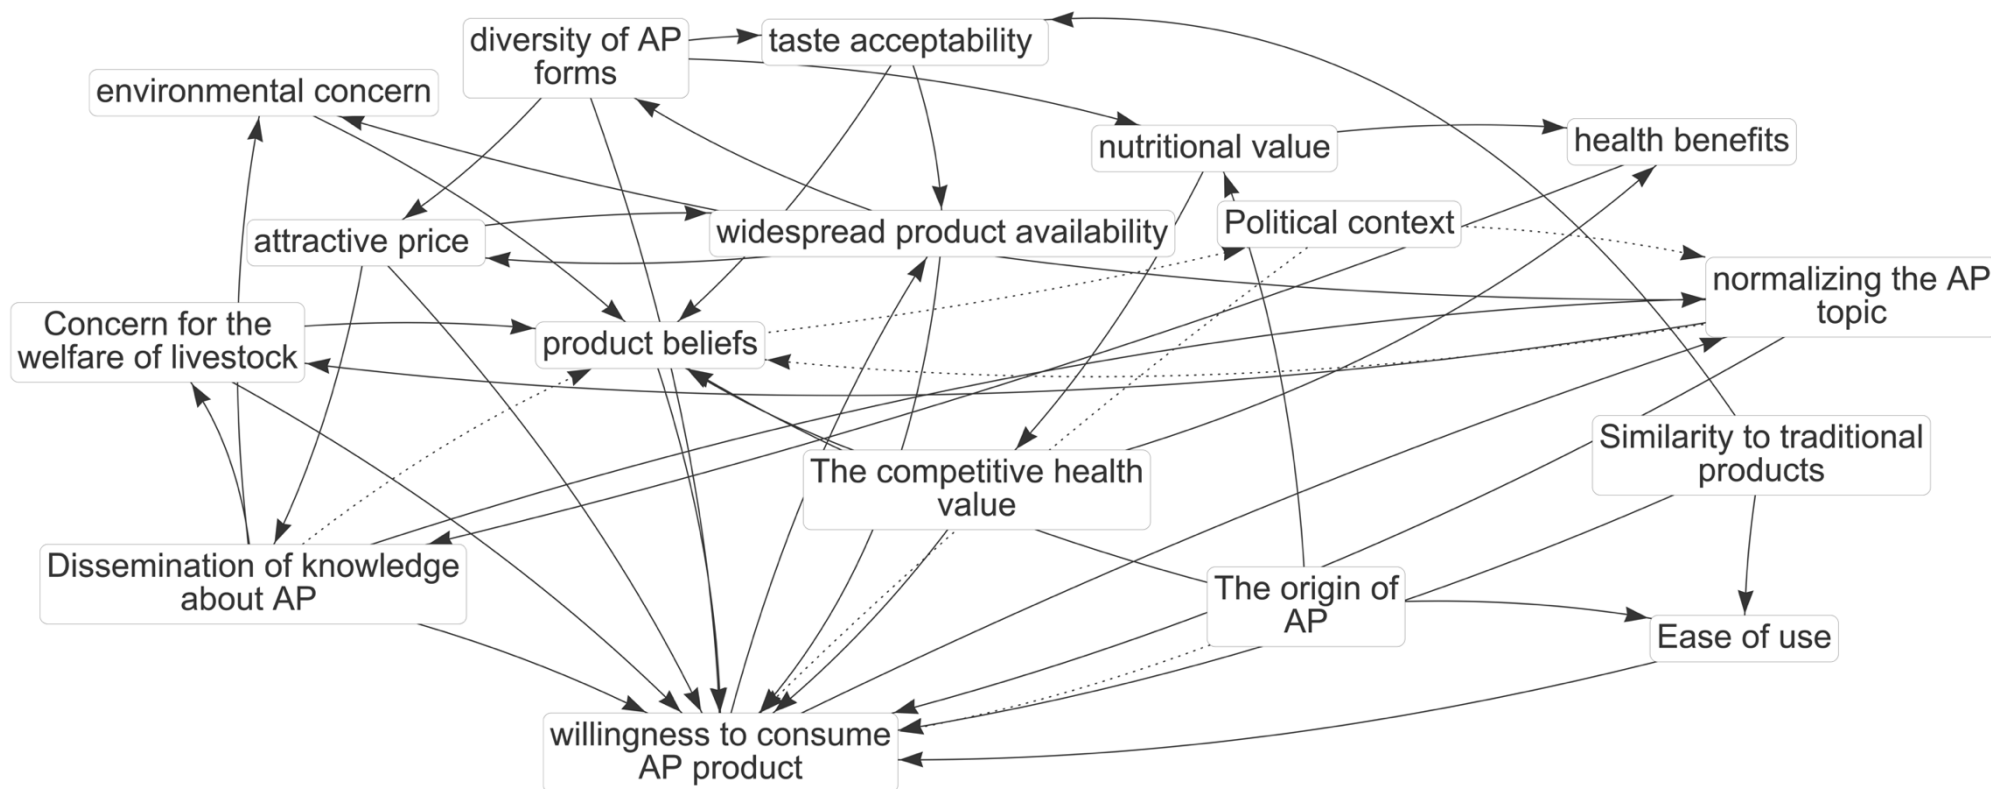 diversity of AP
forms
taste acceptability
environmental concern
nutritional value
health benefits
attractive price
widespread product availability
Political context
normalizing the AP
topic
Concern for the
welfare of livestock
product beliefs
Similarity to traditional
products
The competitive health
value
Dissemination of knowledge
about AP
The origin of
AP
Ease of use
willingness to consume
AP product